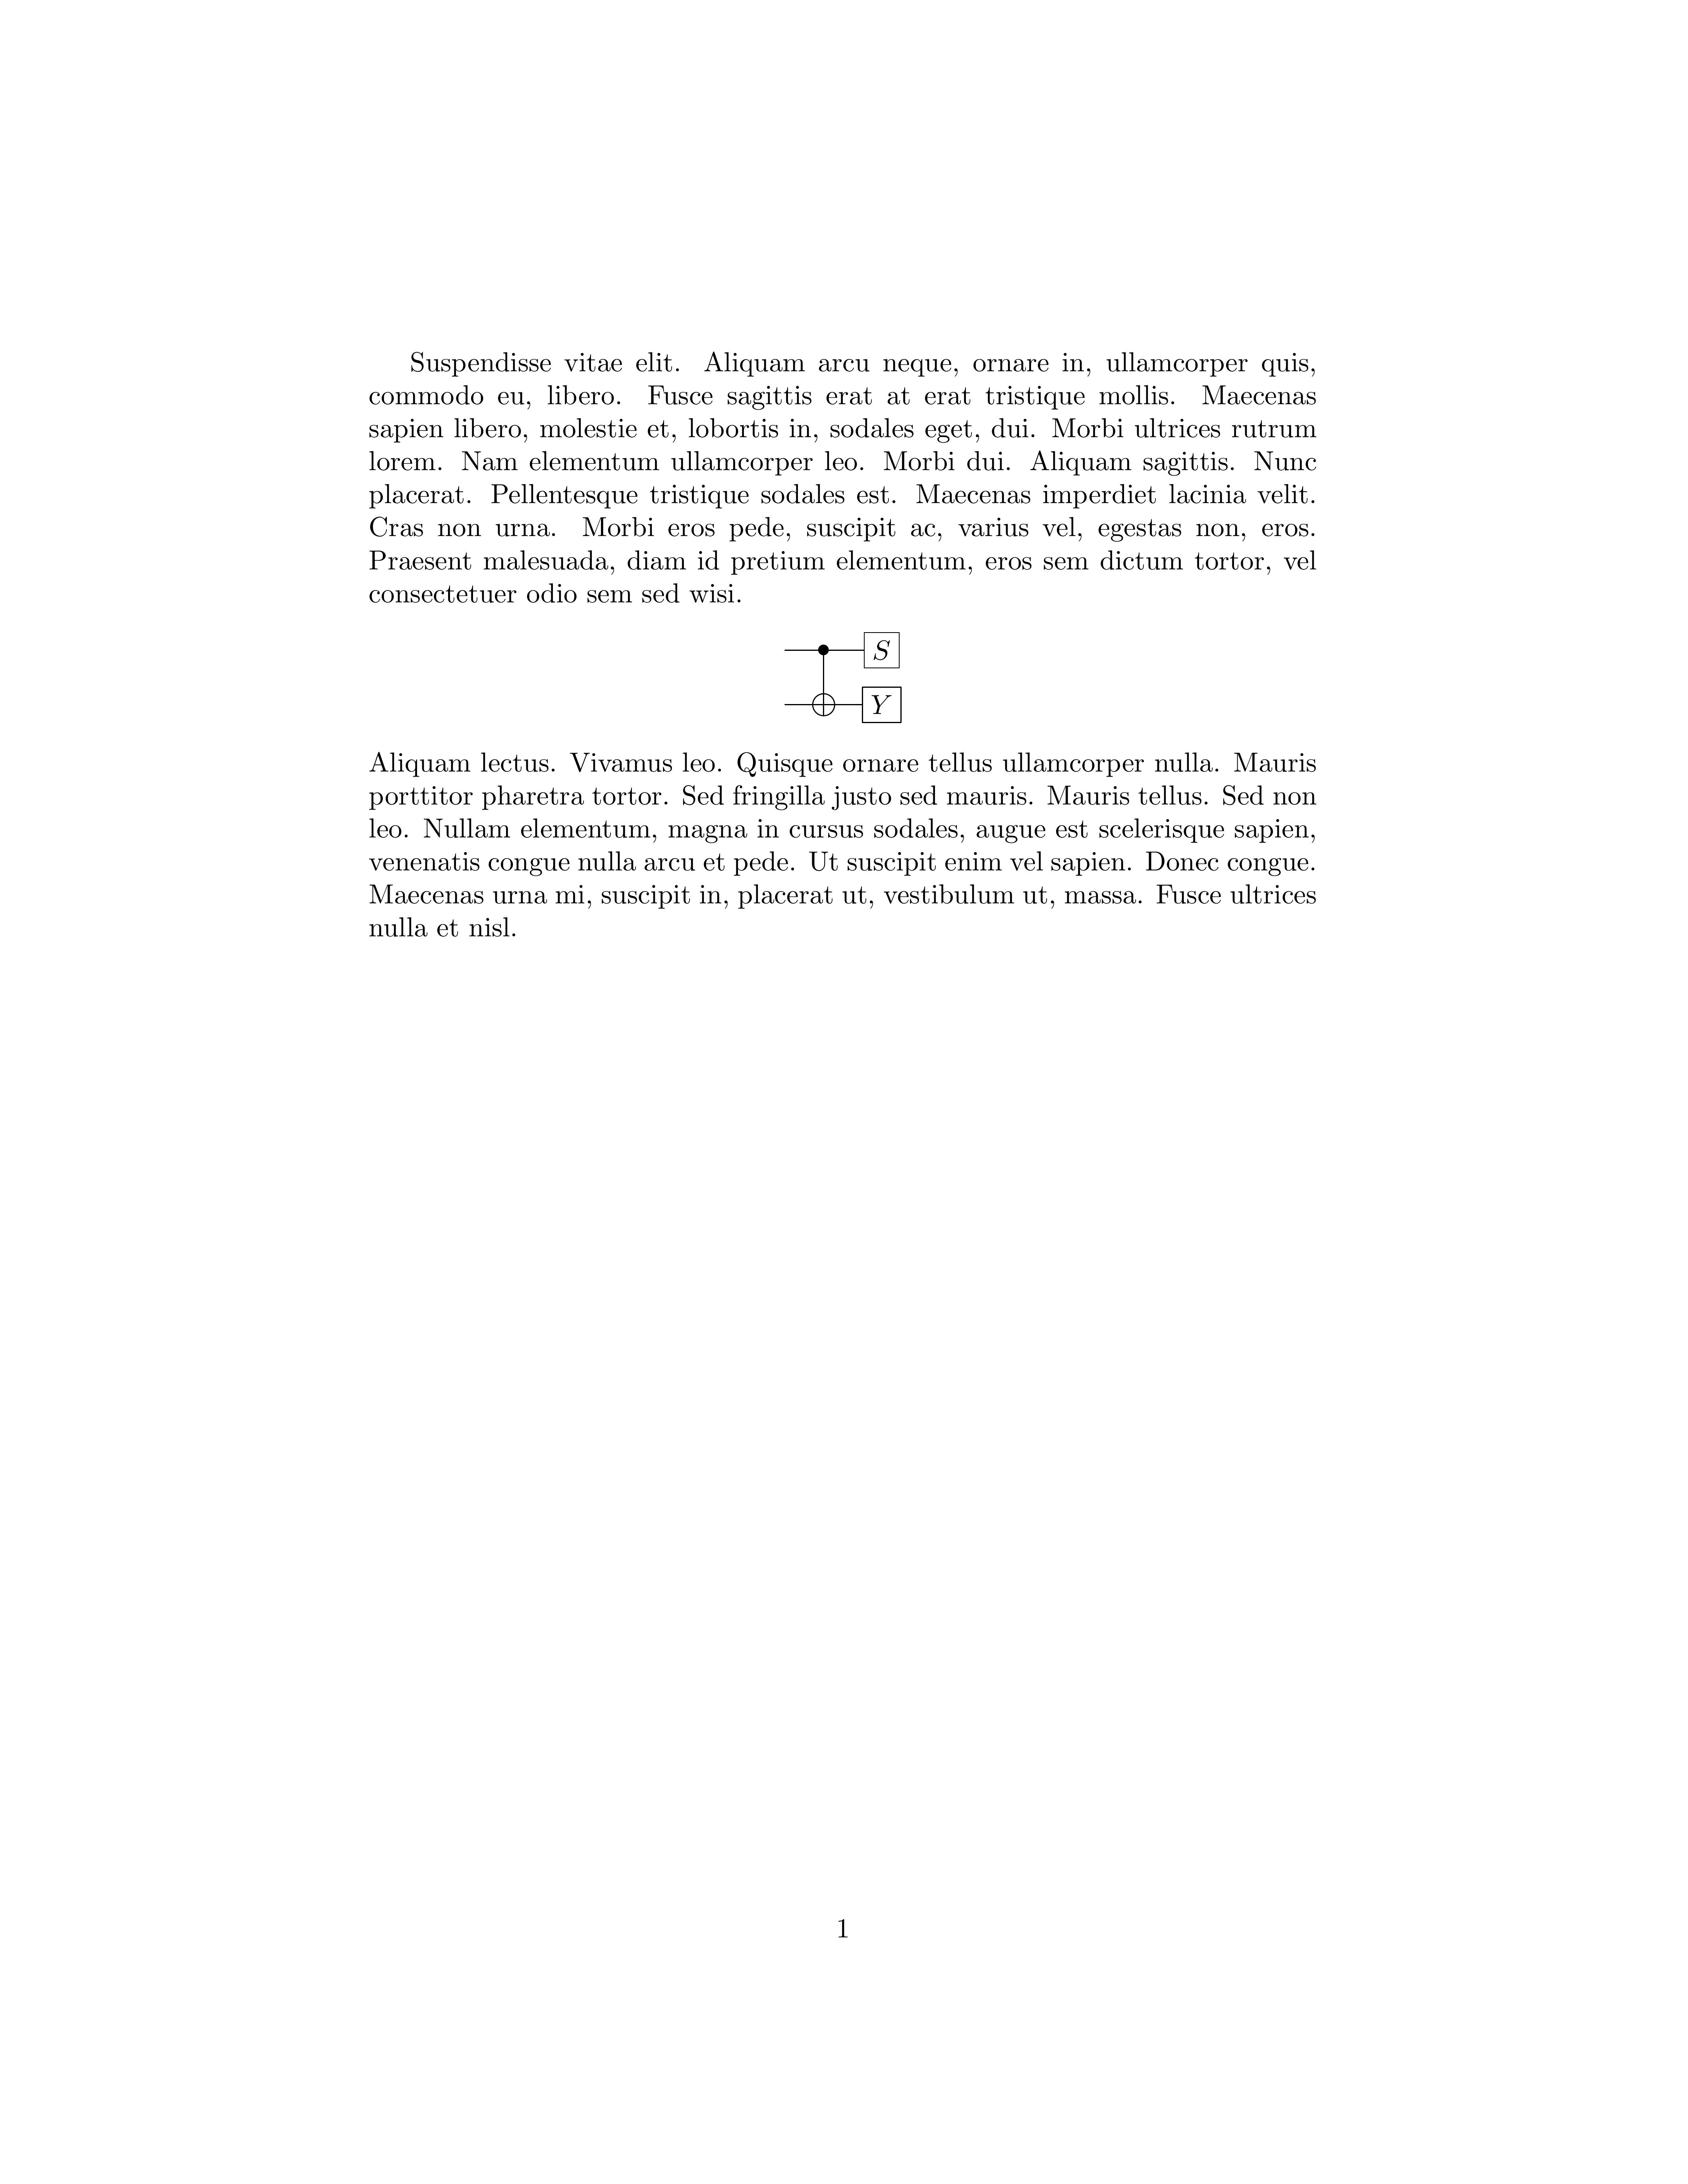 Suspendisse vitae elit. Aliquam arcu neque, ornare in, ullamcorper quis,
commodo eu, libero. Fusce sagittis erat at erat tristique mollis. Maecenas
sapien libero, molestie et, lobortis in, sodales eget, dui. Morbi ultrices rutrum
lorem. Nam elementum ullamcorper leo. Morbi dui. Aliquam sagittis. Nunc
placerat. Pellentesque tristique sodales est. Maecenas imperdiet lacinia velit.
Cras non urna. Morbi eros pede, suscipit ac, varius vel, egestas non, eros.
Praesent malesuada, diam id pretium elementum, eros sem dictum tortor, vel
consectetuer odio sem sed wisi.
S
Y
Aliquam lectus. Vivamus leo. Quisque ornare tellus ullamcorper nulla. Mauris
porttitor pharetra tortor. Sed fringilla justo sed mauris. Mauris tellus. Sed non
leo. Nullam elementum, magna in cursus sodales, augue est scelerisque sapien,
venenatis congue nulla arcu et pede. Ut suscipit enim vel sapien. Donec congue.
Maecenas urna mi, suscipit in, placerat ut, vestibulum ut, massa. Fusce ultrices
nulla et nisl.
1